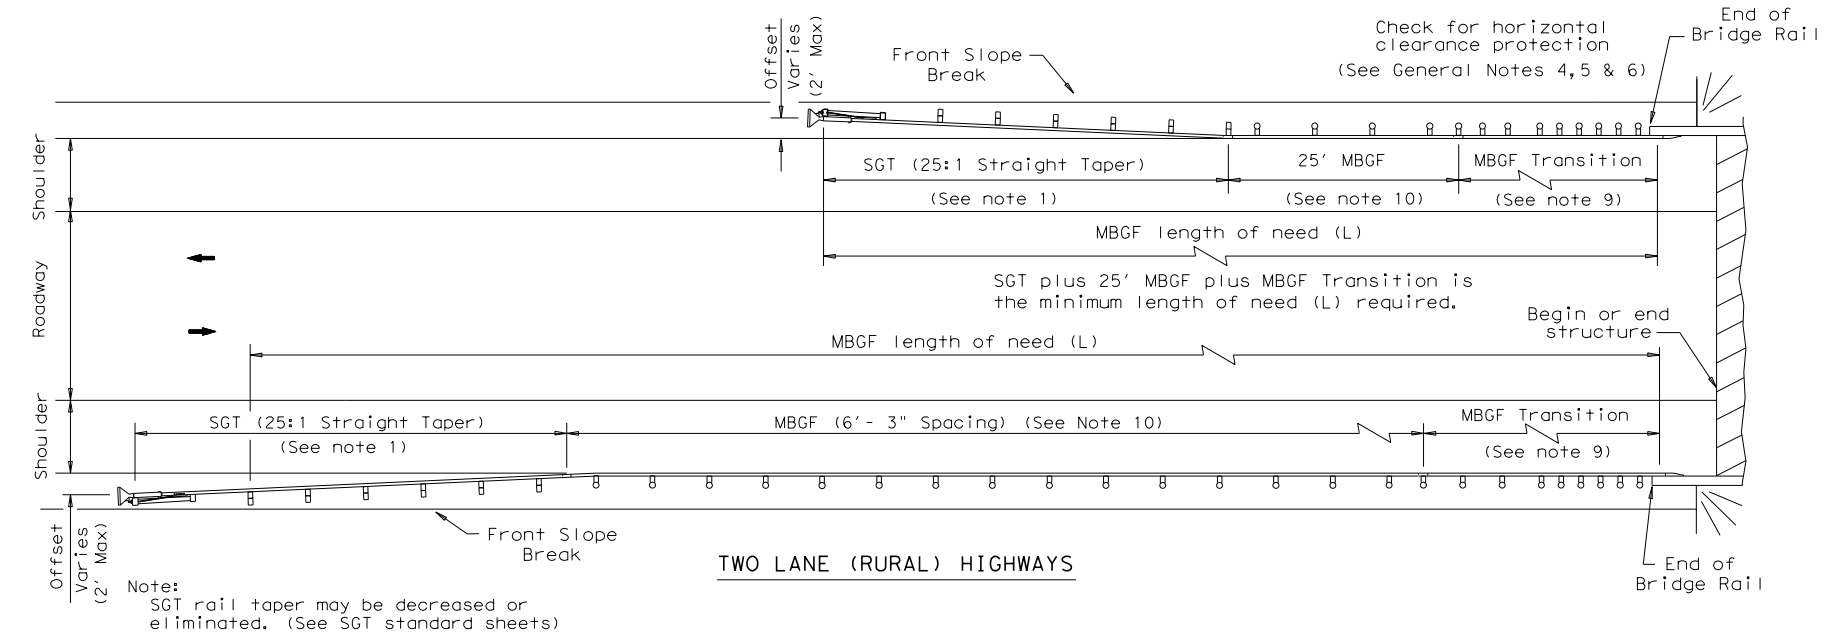 Offset
Varies
(2' Max)
Front Slope
Break
Check for horizontal
clearance protection
(See General Notes 4,5 & 6)
End of
Bridge Rail
Shoulder
SGT (25:1 Straight Taper)
(See note 1)
25' MBGF
(See note 10)
MBGF Transition
(See note 9)
MBGF length of need (L)
SGT plus 25' MBGF plus MBGF Transition is
the minimum length of need (L) required.
Roadway
Begin or end
structure
MBGF length of need (L)
Shoulder
SGT (25:1 Straight Taper)
(See note 1)
MBGF (6'- 3" Spacing) (See Note 10)
MBGF Transition
(See note 9)
Offset
Varies
(2' Max)
Front Slope
Break
TWO LANE (RURAL) HIGHWAYS
End of
Bridge Rail
Note:
SGT rail taper may be decreased or
eliminated. (See SGT standard sheets)